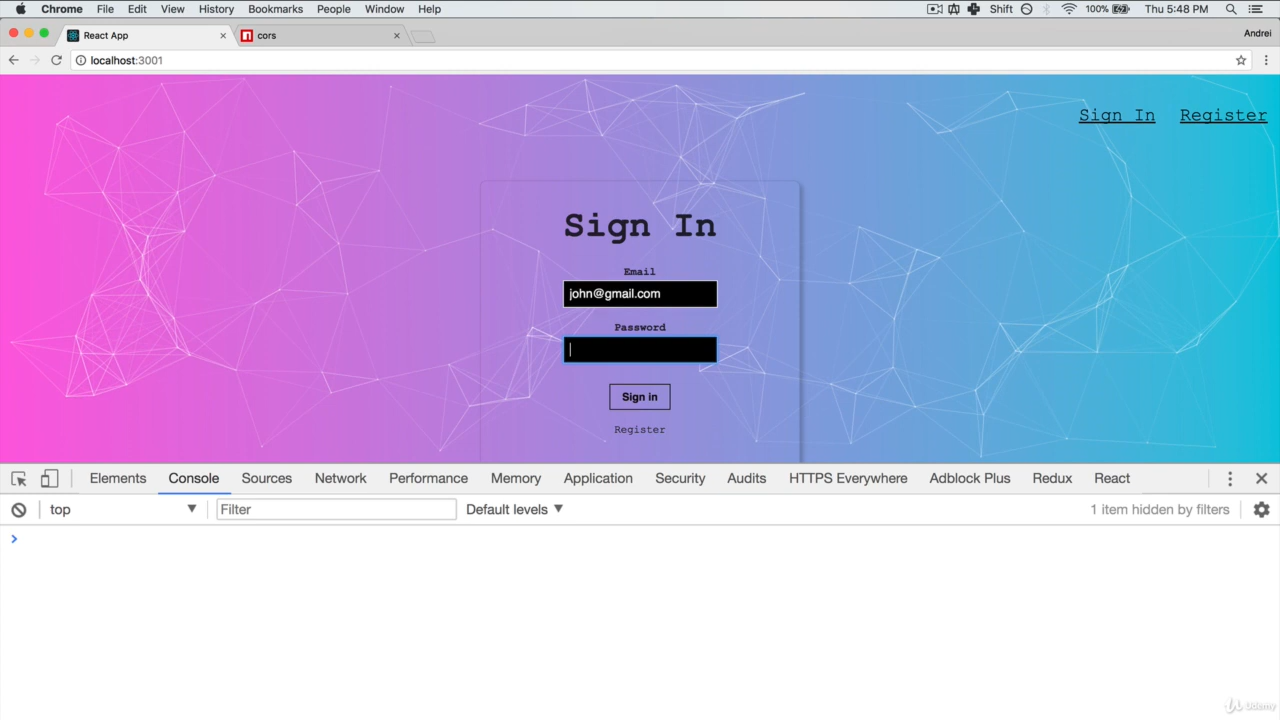 Chrome File Edit View History Bookmarks People Window Help Shift 100% Thu 5:48 PM
React App cors Andrei
localhost:3001
Sign In Register
Sign In
Email
john@gmail.com
Password
Sign in
Register
Elements Console Sources Network Performance Memory Application Security Audits HTTPS Everywhere Adblock Plus Redux React
top Filter Default levels 1 item hidden by filters
Udemy